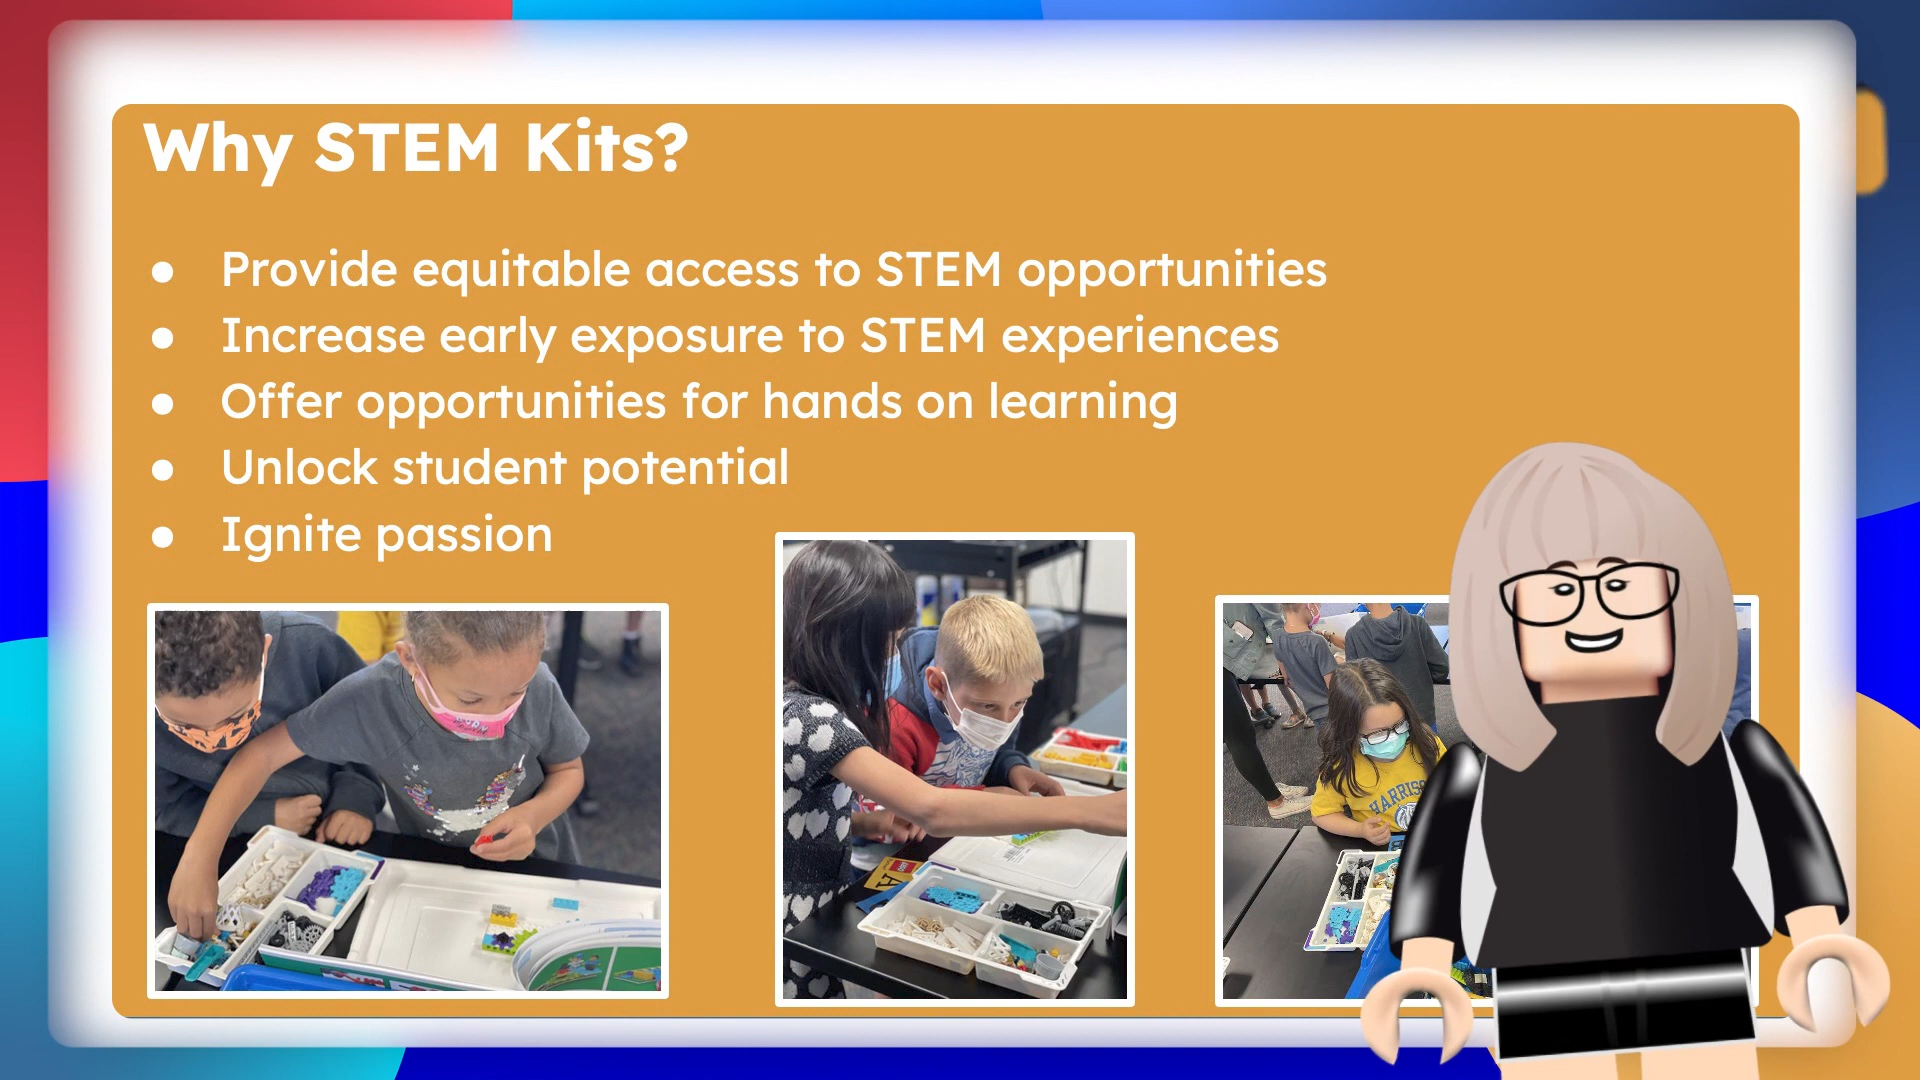 Why STEM Kits?
● Provide equitable access to STEM opportunities
● Increase early exposure to STEM experiences
● Offer opportunities for hands on learning
● Unlock student potential
● Ignite passion